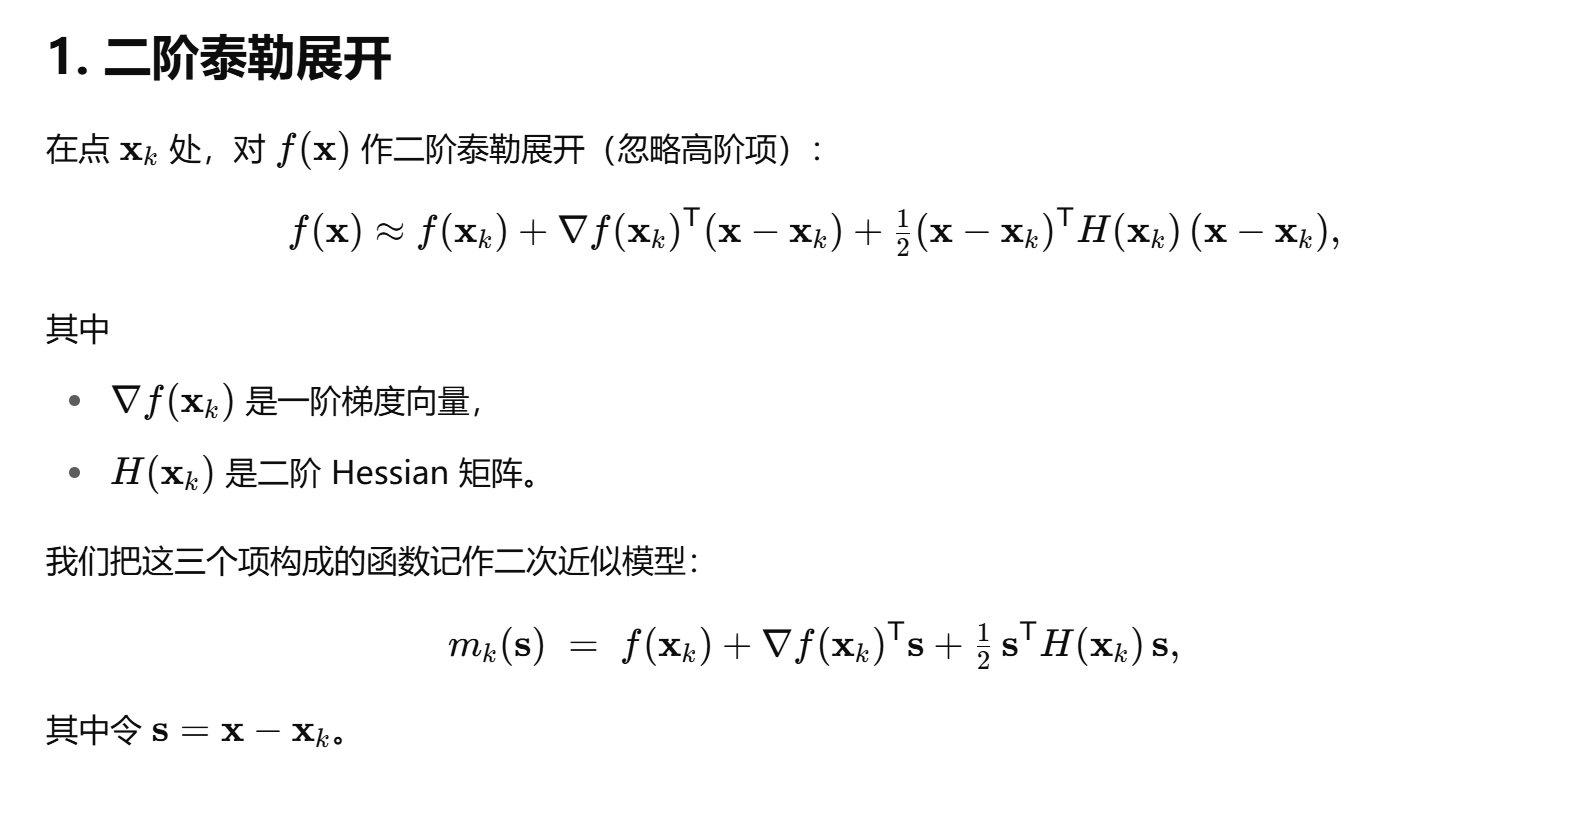 1. 二阶泰勒展开
在点 $\mathbf{x}_k$ 处，对 $f(\mathbf{x})$ 作二阶泰勒展开（忽略高阶项）：
$f(\mathbf{x}) \approx f(\mathbf{x}_k) + \nabla f(\mathbf{x}_k)^{\mathsf{T}}(\mathbf{x} - \mathbf{x}_k) + \frac{1}{2}(\mathbf{x} - \mathbf{x}_k)^{\mathsf{T}} H(\mathbf{x}_k)\,(\mathbf{x} - \mathbf{x}_k),$
其中
• $\nabla f(\mathbf{x}_k)$ 是一阶梯度向量，
• $H(\mathbf{x}_k)$ 是二阶 Hessian 矩阵。
我们把这三个项构成的函数记作二次近似模型：
$m_k(\mathbf{s}) \;=\; f(\mathbf{x}_k) + \nabla f(\mathbf{x}_k)^{\mathsf{T}}\mathbf{s} + \frac{1}{2}\,\mathbf{s}^{\mathsf{T}} H(\mathbf{x}_k)\,\mathbf{s},$
其中令 $\mathbf{s} = \mathbf{x} - \mathbf{x}_k$。